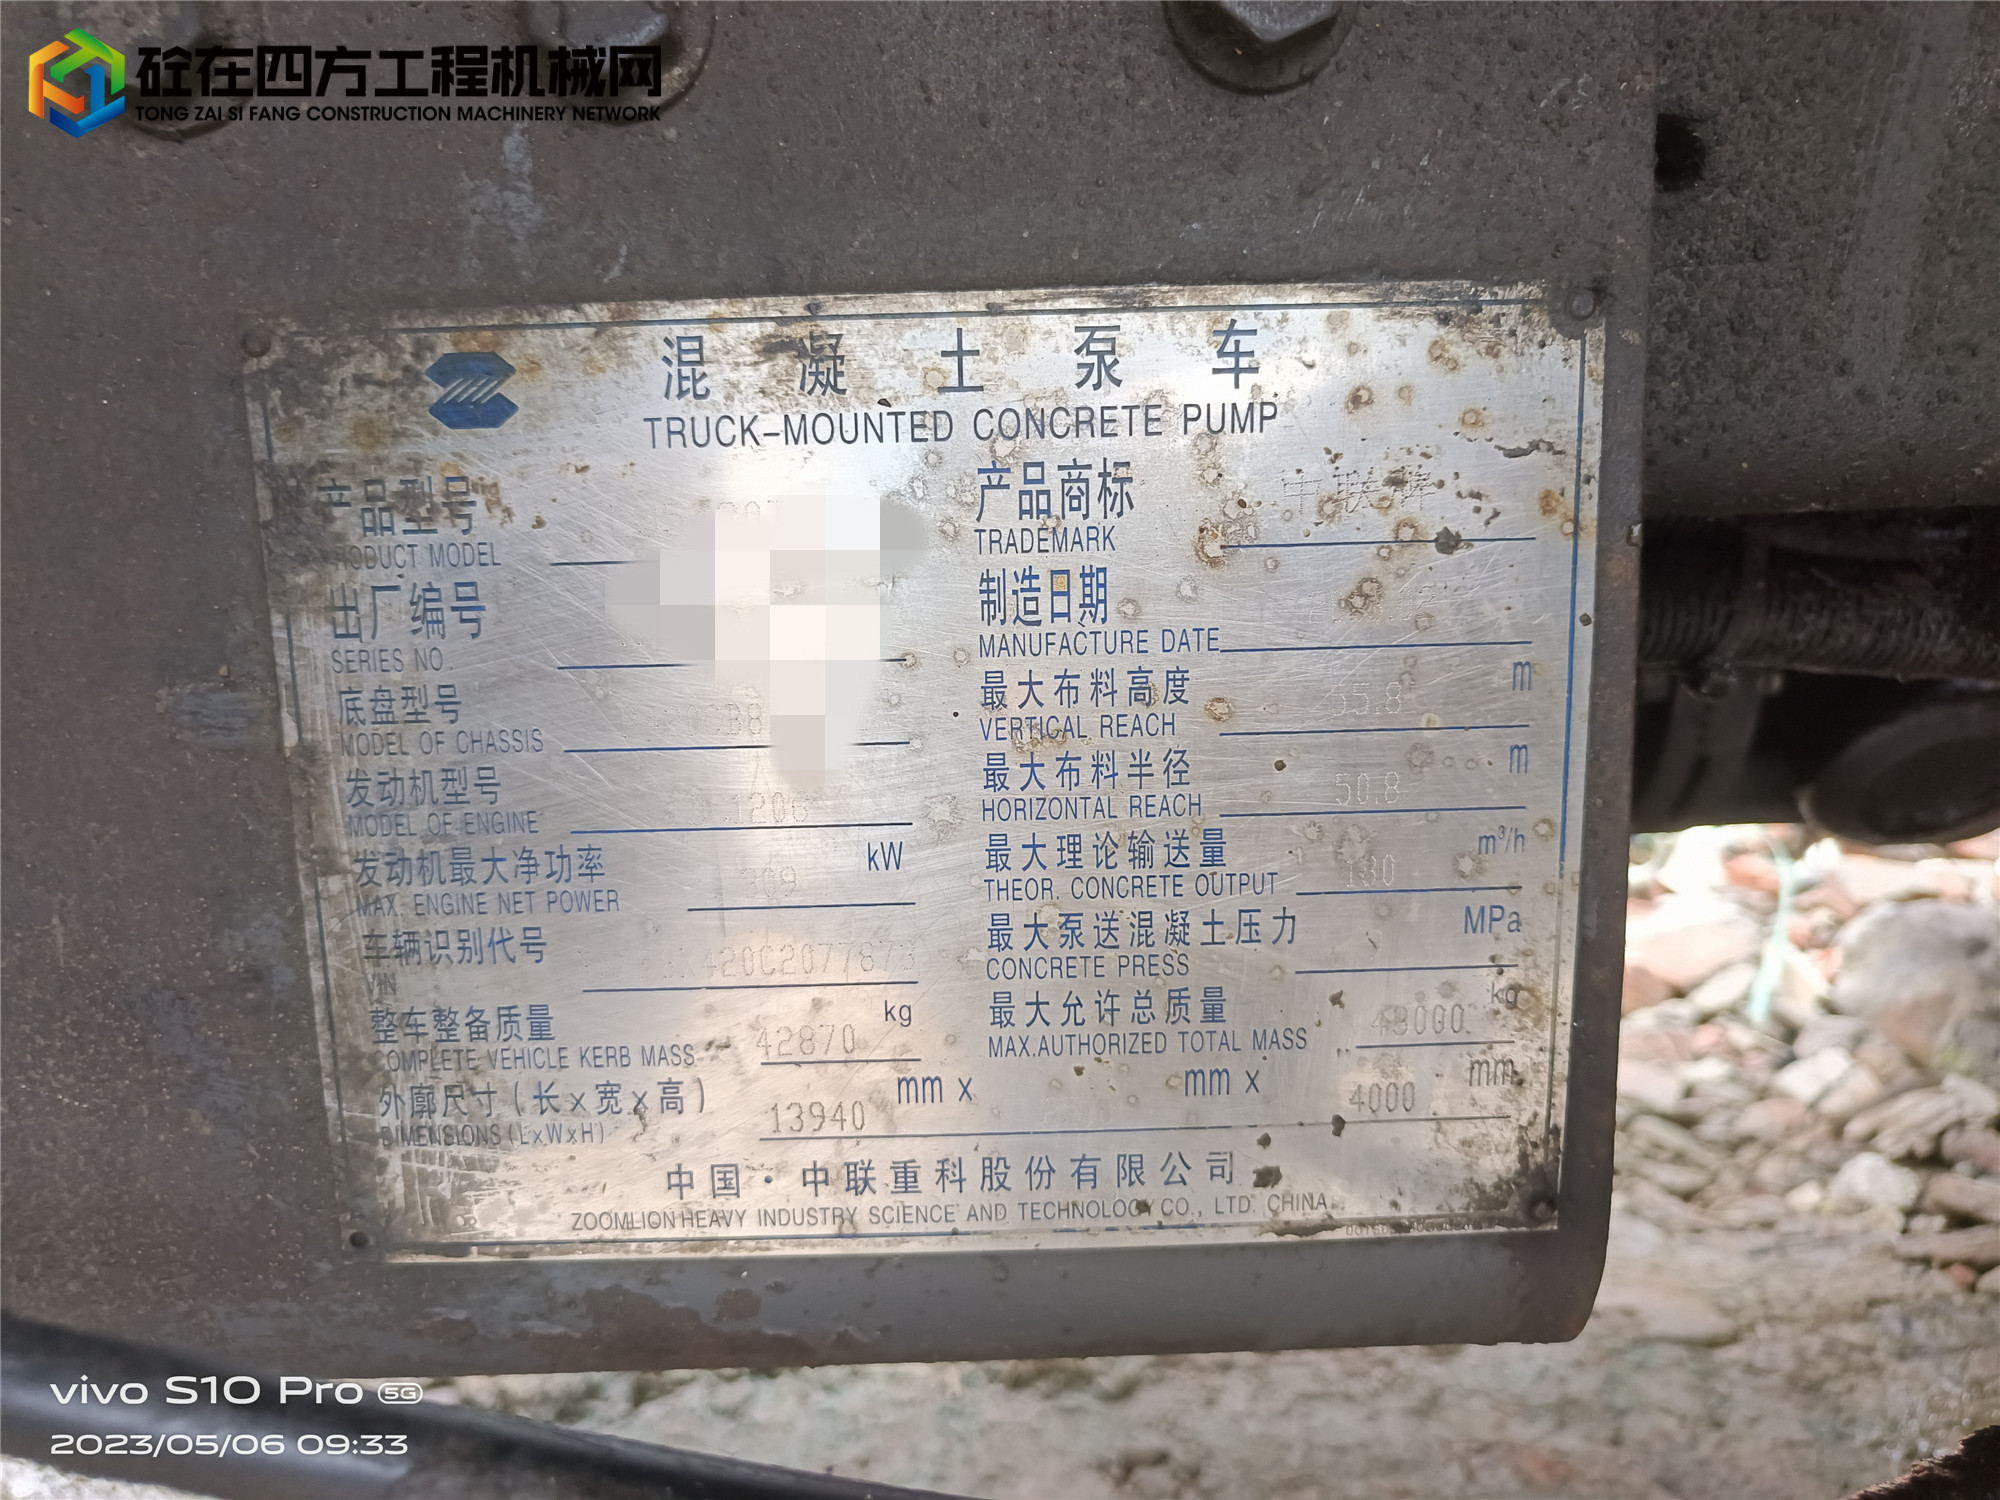 砼在四方工程机械网
TONG ZAI SI FANG CONSTRUCTION MACHINERY NETWORK
混凝土泵车
TRUCK-MOUNTED CONCRETE PUMP
产品型号
PRODUCT MODEL
出厂编号
SERIES NO.
底盘型号
MODEL OF CHASSIS
发动机型号
MODEL OF ENGINE
发动机最大净功率 309 kW
MAX. ENGINE NET POWER
车辆识别代号
VIN
整车整备质量 42870 kg
COMPLETE VEHICLE KERB MASS
产品商标 中联牌
TRADEMARK
制造日期
MANUFACTURE DATE
最大布料高度 55.8 m
VERTICAL REACH
最大布料半径 50.8 m
HORIZONTAL REACH
最大理论输送量 m³/h
THEOR. CONCRETE OUTPUT
最大泵送混凝土压力 MPa
CONCRETE PRESS
最大允许总质量 43000 kg
MAX.AUTHORIZED TOTAL MASS
外廓尺寸(长×宽×高) 13940 mm x mm x 4000 mm
DIMENSIONS(LxWxH)
中国·中联重科股份有限公司
ZOOMLION HEAVY INDUSTRY SCIENCE AND TECHNOLOGY CO., LTD. CHINA
vivo S10 Pro 5G
2023/05/06 09:33